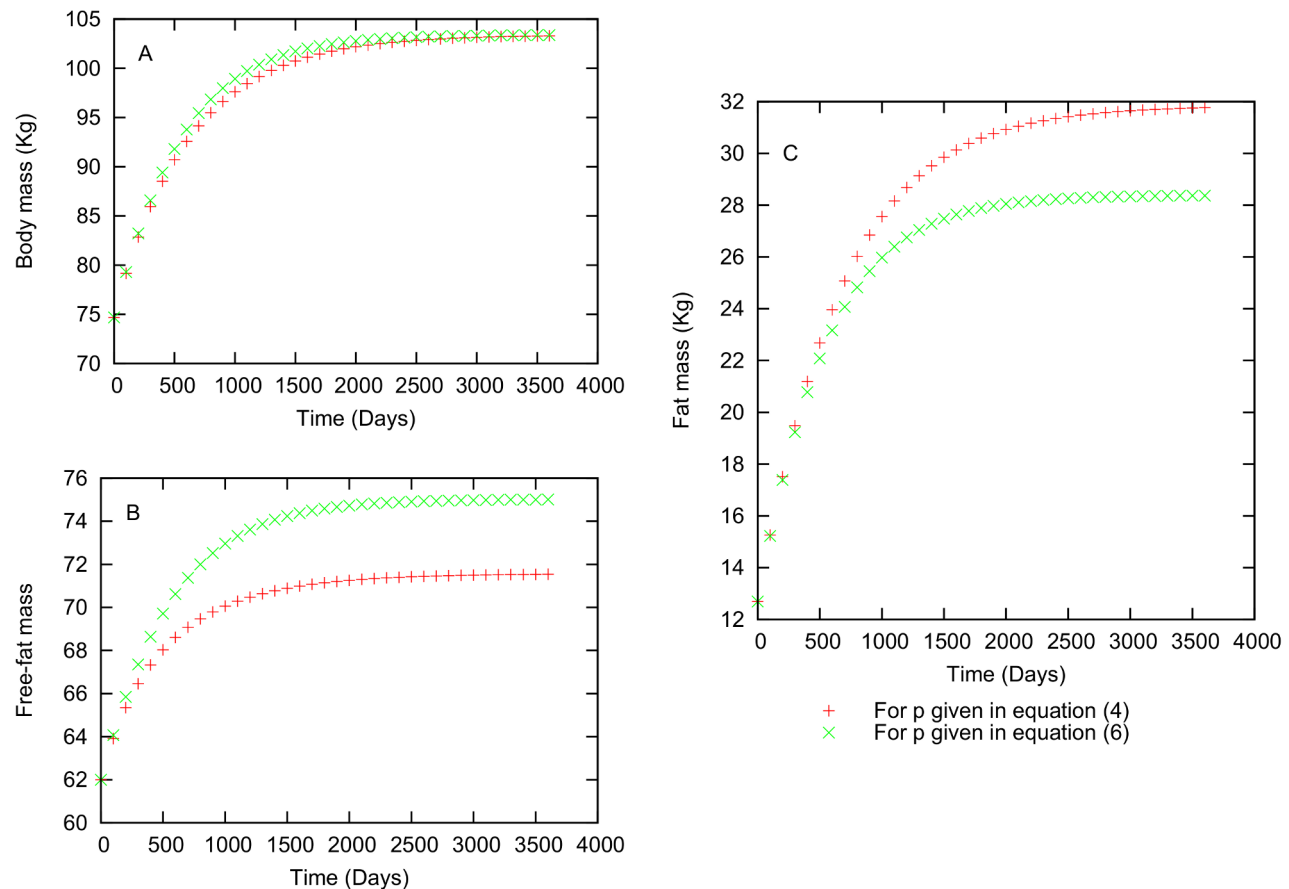 105
100
95
90
85
80
75
70
A
Body mass (Kg)
0 500 1000 1500 2000 2500 3000 3500 4000
Time (Days)
76
74
72
70
68
66
64
62
60
B
Free-fat mass
0 500 1000 1500 2000 2500 3000 3500 4000
Time (Days)
32
30
28
26
24
22
20
18
16
14
12
C
Fat mass (Kg)
0 500 1000 1500 2000 2500 3000 3500 4000
Time (Days)
For p given in equation (4)
For p given in equation (6)